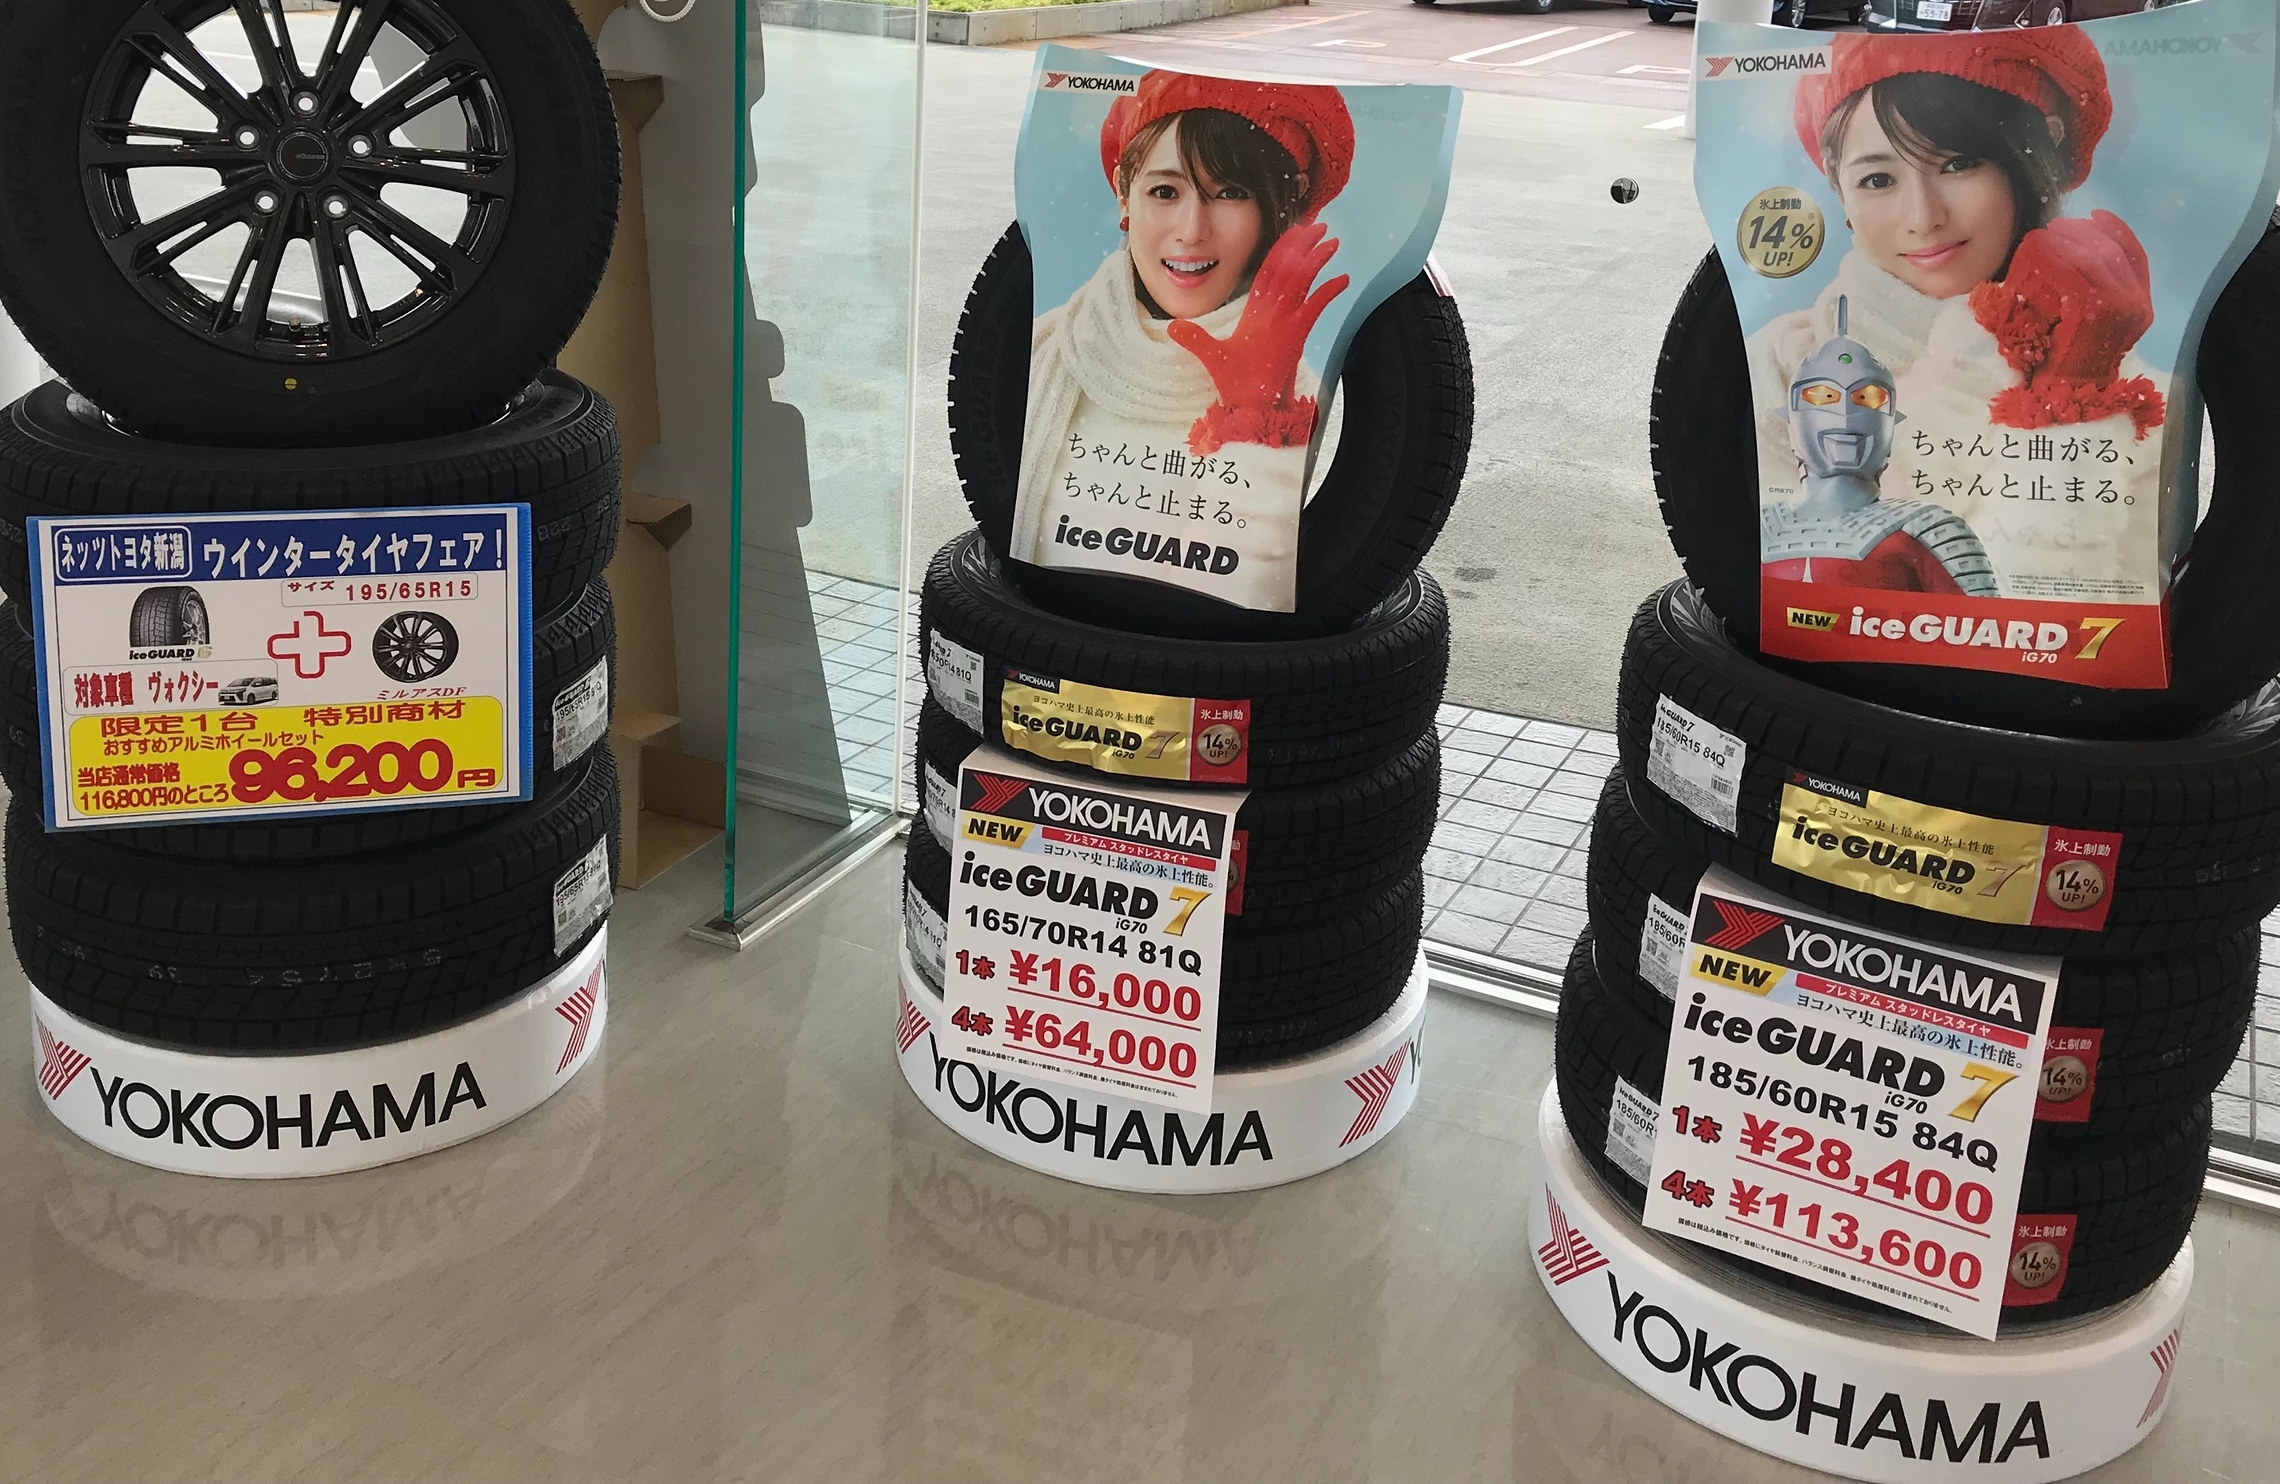 ネッツトヨタ新潟 ウインタータイヤフェア！
サイズ 195/65R15
iceGUARD 6
対象車種 ヴォクシー
ミルアスDF
限定1台 特別商材
おすすめアルミホイールセット
当店通常価格
116,800円のところ 96,200円
YOKOHAMA
YOKOHAMA
ちゃんと曲がる、
ちゃんと止まる。
iceGUARD
YOKOHAMA
ヨコハマ史上最高の氷上性能
iceGUARD 7
iG70
氷上制動
14%
UP!
YOKOHAMA
NEW プレミアム スタッドレスタイヤ
ヨコハマ史上最高の氷上性能。
iceGUARD 7
iG70
165/70R14 81Q
1本 ¥16,000
4本 ¥64,000
YOKOHAMA
YOKOHAMA
氷上制動
14%
UP!
ちゃんと曲がる、
ちゃんと止まる。
NEW iceGUARD 7
iG70
iceGUARD 7
185/60R15 84Q
YOKOHAMA
ヨコハマ史上最高の氷上性能
iceGUARD 7
iG70
氷上制動
14%
UP!
YOKOHAMA
NEW プレミアム スタッドレスタイヤ
ヨコハマ史上最高の氷上性能。
iceGUARD 7
iG70
185/60R15 84Q
1本 ¥28,400
4本 ¥113,600
氷上制動
14%
UP!
氷上制動
14%
UP!
YOKOHAMA